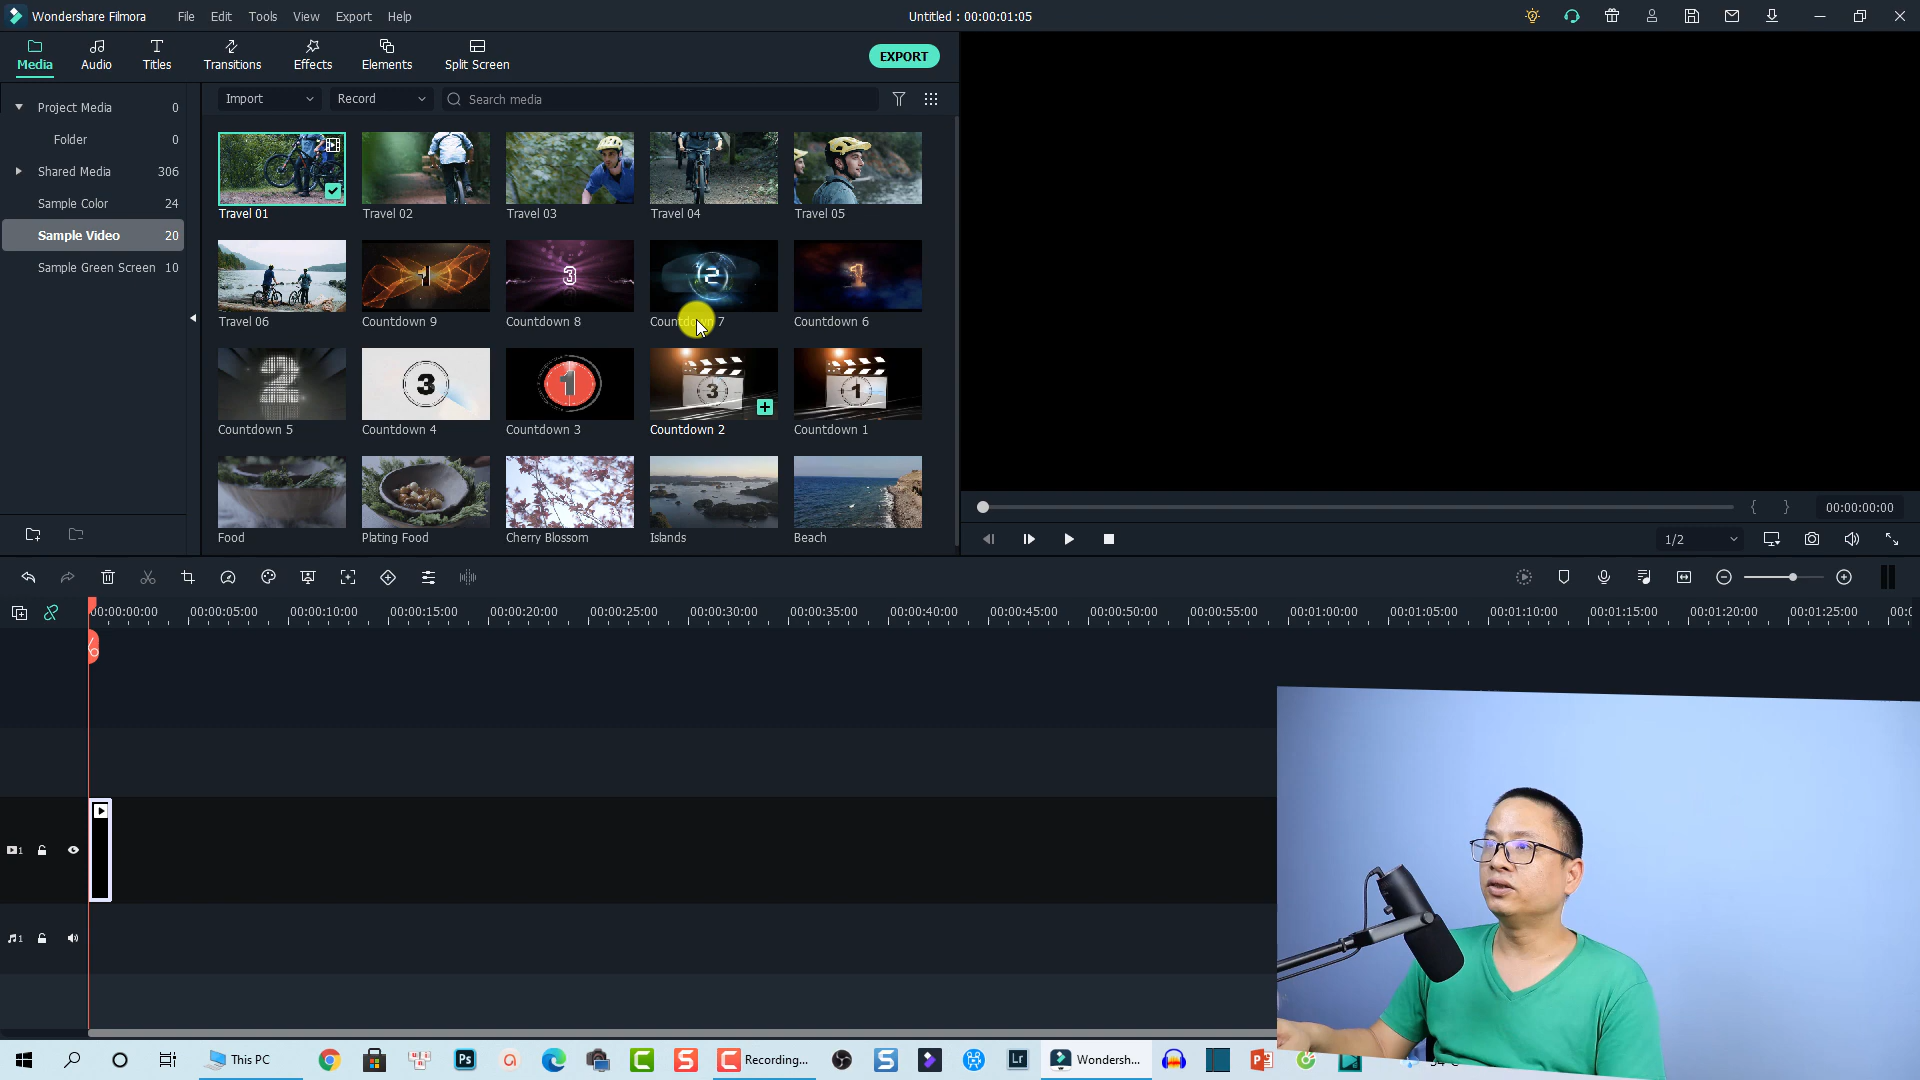 Wondershare Filmora File Edit Tools View Export Help Untitled : 00:00:01:05
Media Audio Titles Transitions Effects Elements Split Screen EXPORT
Project Media 0
Folder 0
Shared Media 306
Sample Color 24
Sample Video 20
Sample Green Screen 10
Import Record Search media
Travel 01 Travel 02 Travel 03 Travel 04 Travel 05
Travel 06 Countdown 9 Countdown 8 Countdown 7 Countdown 6
Countdown 5 Countdown 4 Countdown 3 Countdown 2 Countdown 1
Food Plating Food Cherry Blossom Islands Beach
00:00:00:00
1/2
00:00:00:00 00:00:05:00 00:00:10:00 00:00:15:00 00:00:20:00 00:00:25:00 00:00:30:00 00:00:35:00 00:00:40:00 00:00:45:00 00:00:50:00 00:00:55:00 00:01:00:00 00:01:05:00 00:01:10:00 00:01:15:00 00:01:20:00 00:01:25:00
1
1
This PC Ps Recording... Lr Wondersh...